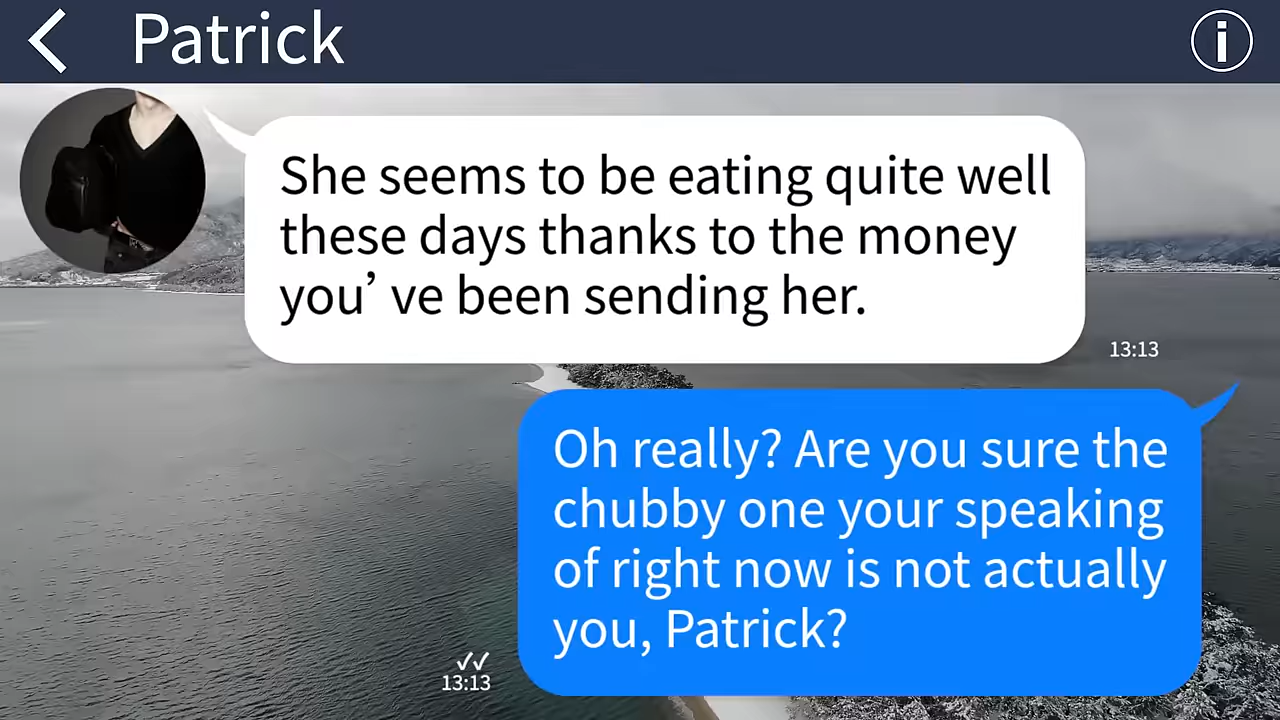 Patrick
She seems to be eating quite well
these days thanks to the money
you’ ve been sending her.
13:13
Oh really? Are you sure the
chubby one your speaking
of right now is not actually
you, Patrick?
13:13